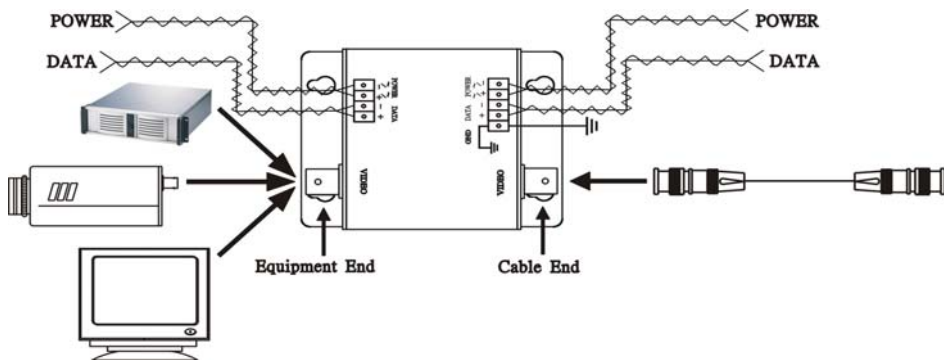 POWER
POWER
DATA
DATA
POWER
DATA
- +
POWER
DATA
- +
GND
VIDEO
VIDEO
Equipment End
Cable End